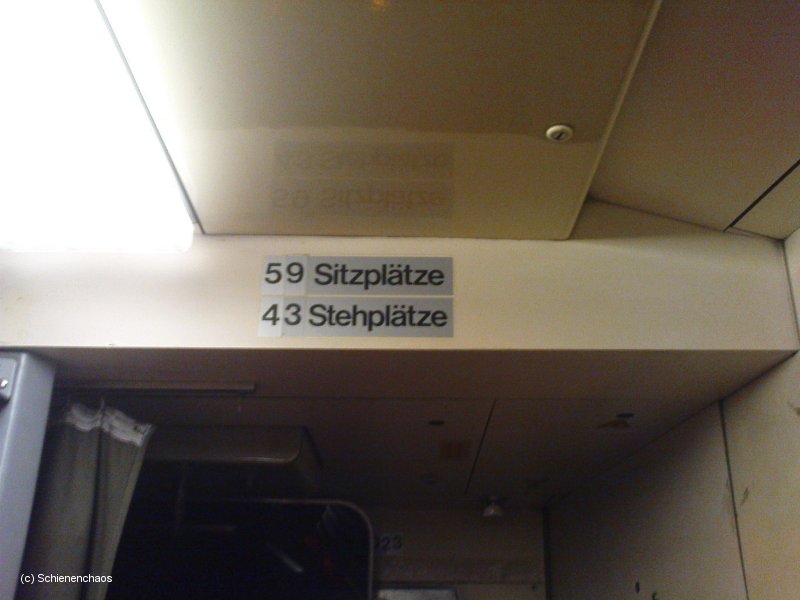 59 Sitzplätze
43 Stehplätze
(c) Schienenchaos